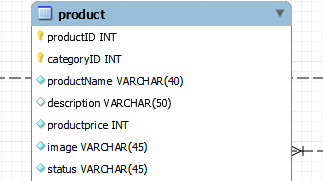 product
productID INT
categoryID INT
productName VARCHAR(40)
description VARCHAR(50)
productprice INT
image VARCHAR(45)
status VARCHAR(45)